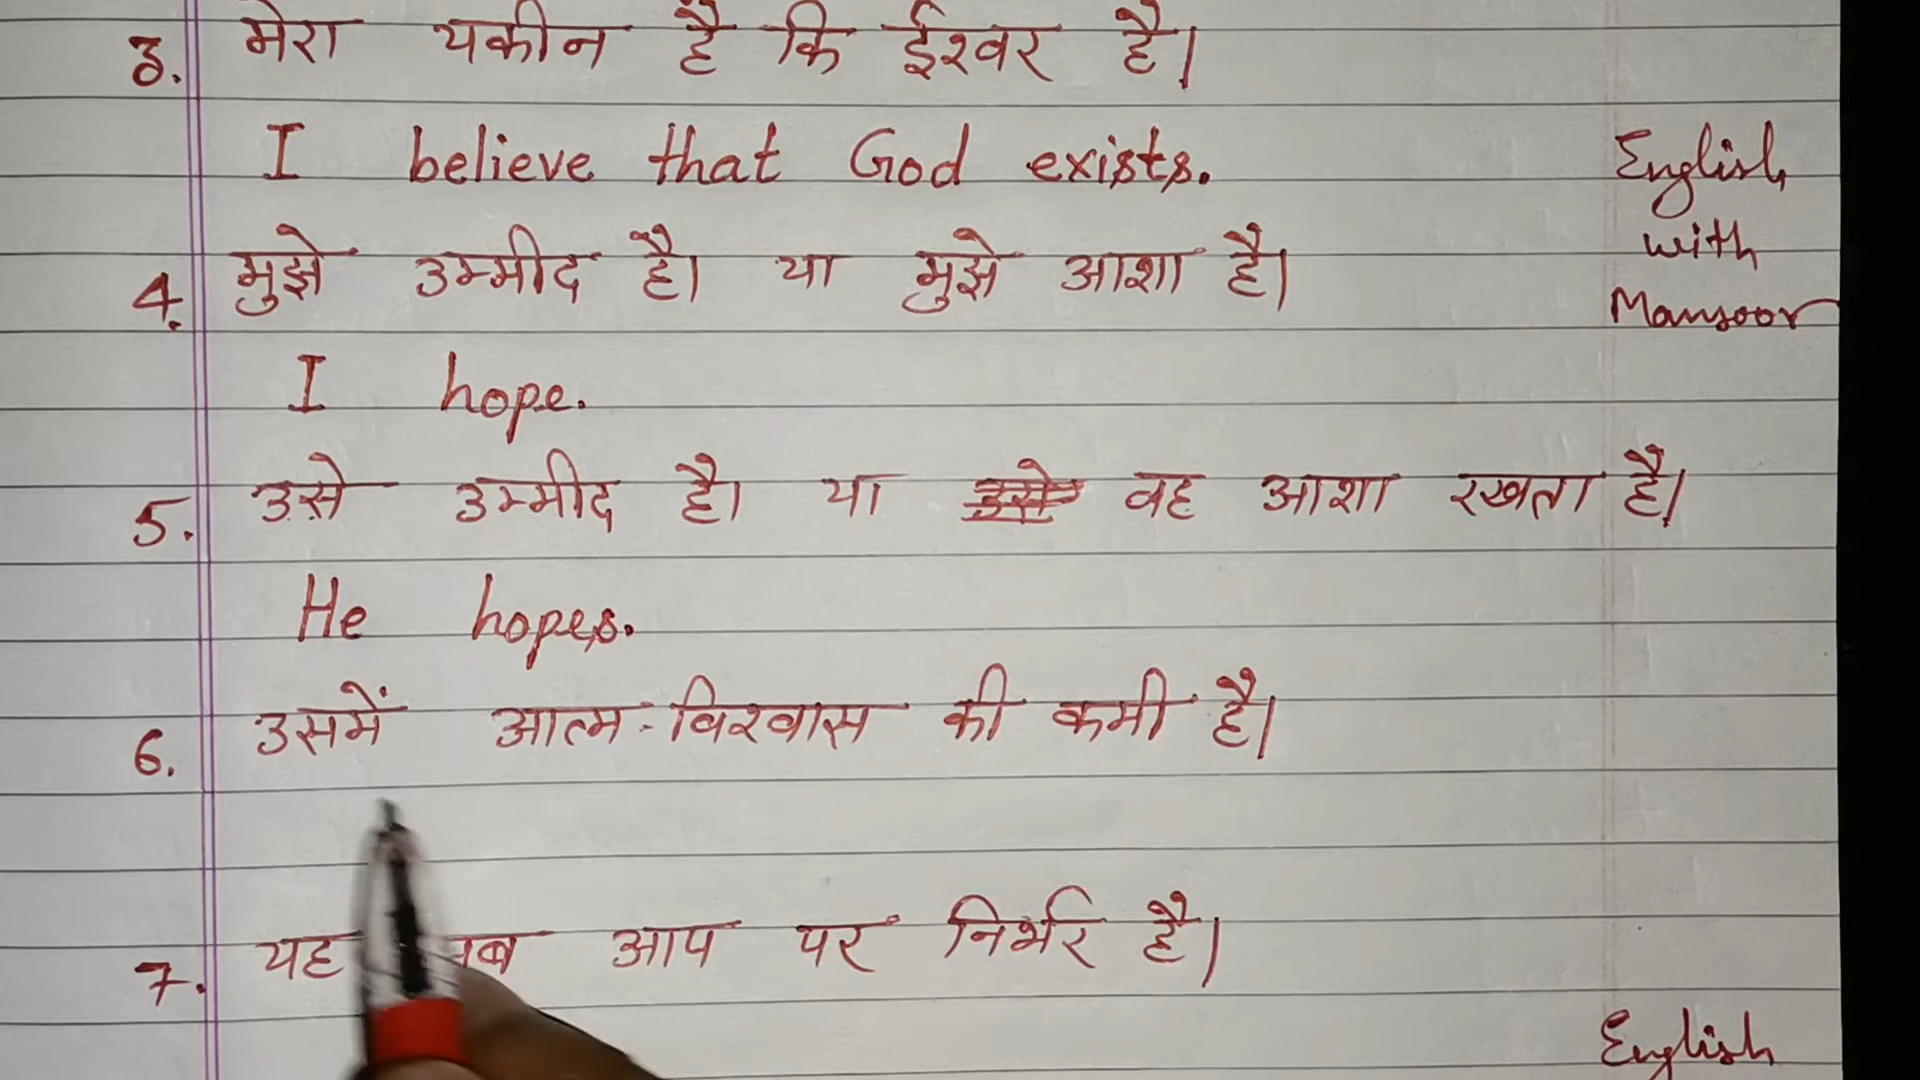 3. मेरा यकीन है कि ईश्वर है।
I believe that God exists.
English
with
Mansoor
4. मुझे उम्मीद है। या मुझे आशा है।
I hope.
5. उसे उम्मीद है। या वह आशा रखता है।
He hopes.
6. उसमें आत्म-विश्वास की कमी है।
7. यह आप पर निर्भर है।
English